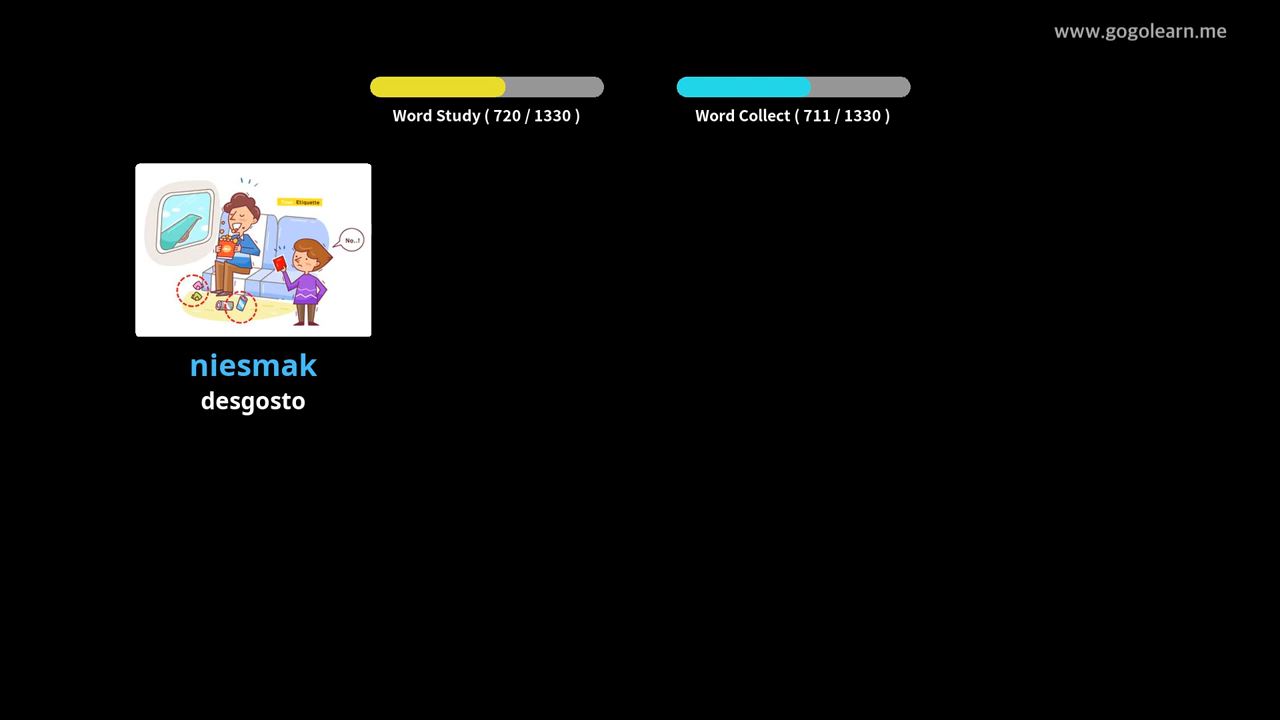 www.gogolearn.me
Word Study ( 720 / 1330 )
Word Collect ( 711 / 1330 )
Etiquette
No..!
niesmak
desgosto